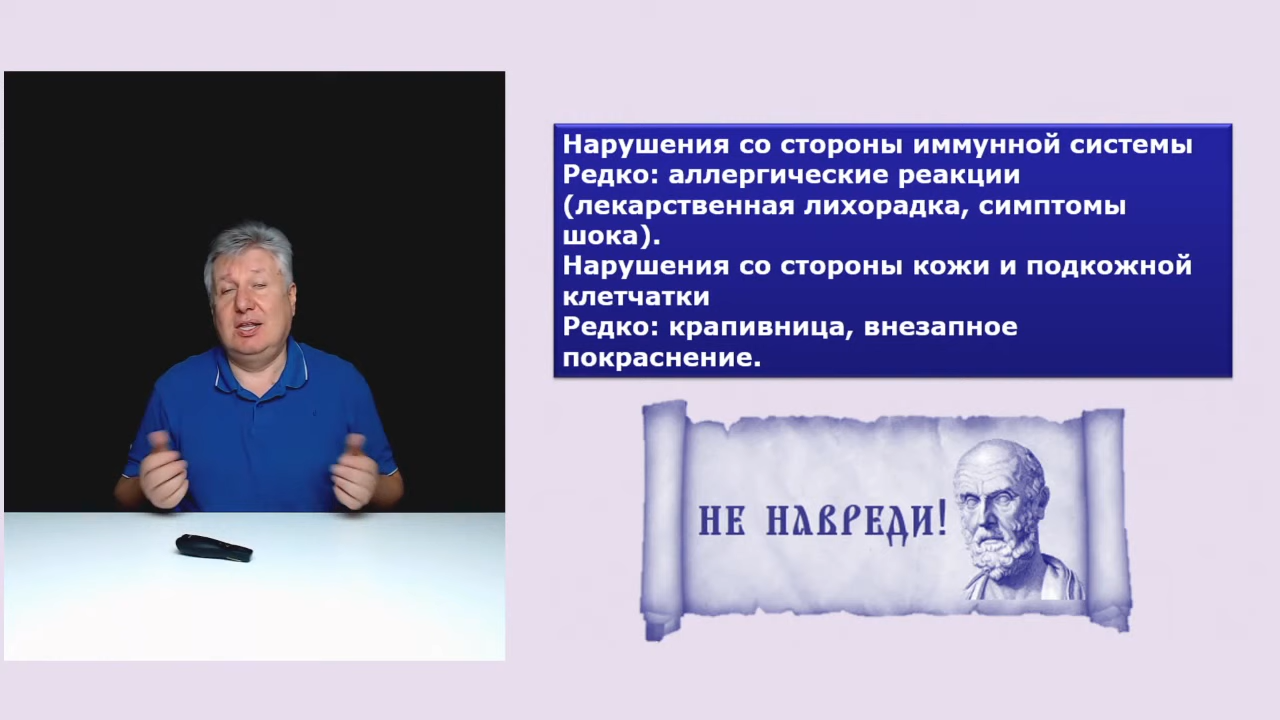 Нарушения со стороны иммунной системы
Редко: аллергические реакции
(лекарственная лихорадка, симптомы
шока).
Нарушения со стороны кожи и подкожной
клетчатки
Редко: крапивница, внезапное
покраснение.
НЕ НАВРЕДИ!